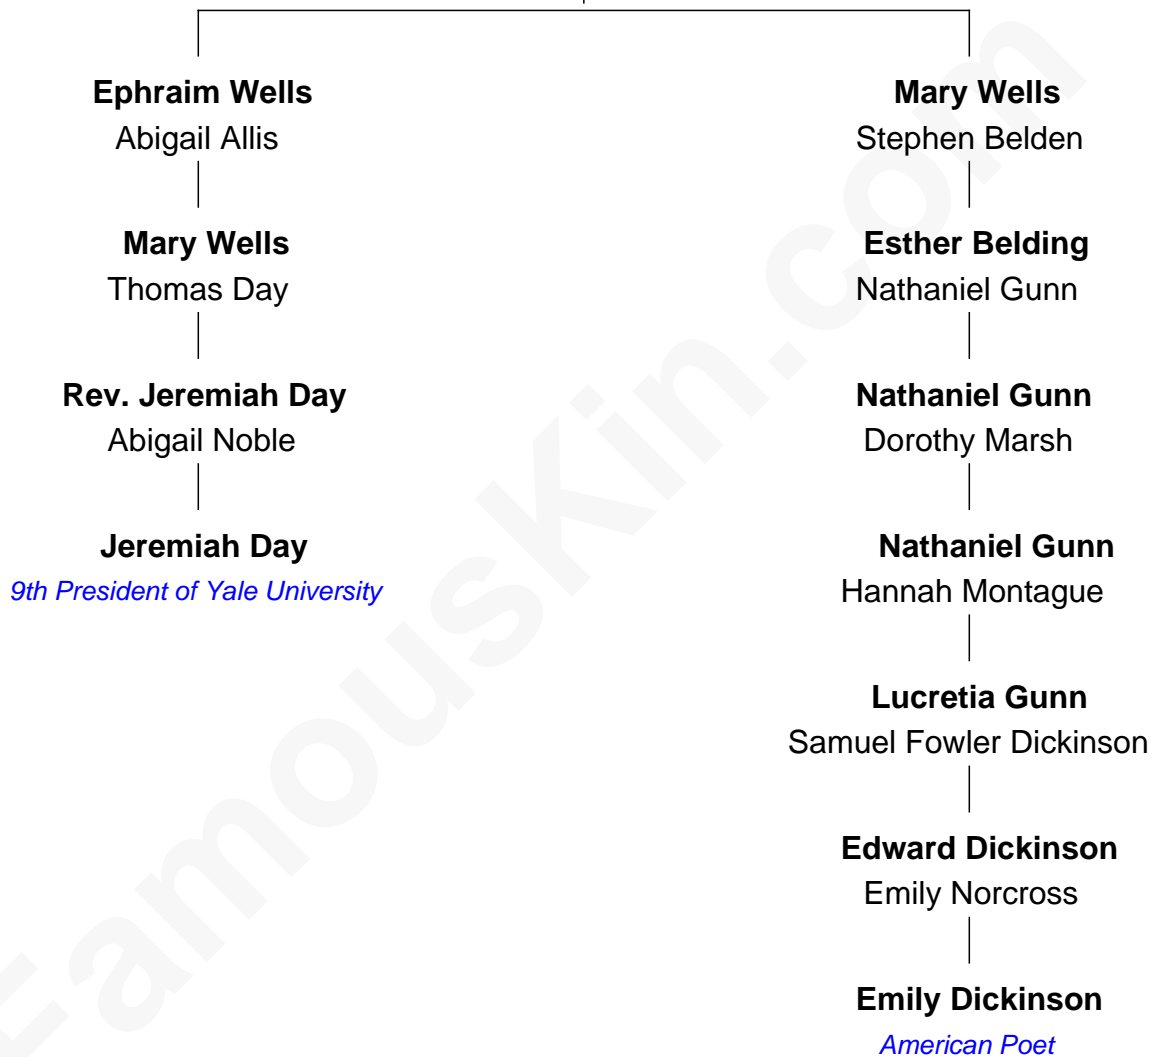 Ephraim Wells
Abigail Allis
Mary Wells
Thomas Day
Rev. Jeremiah Day
Abigail Noble
Jeremiah Day
9th President of Yale University
Mary Wells
Stephen Belden
Esther Belding
Nathaniel Gunn
Nathaniel Gunn
Dorothy Marsh
Nathaniel Gunn
Hannah Montague
Lucretia Gunn
Samuel Fowler Dickinson
Edward Dickinson
Emily Norcross
Emily Dickinson
American Poet
FamousKin.com